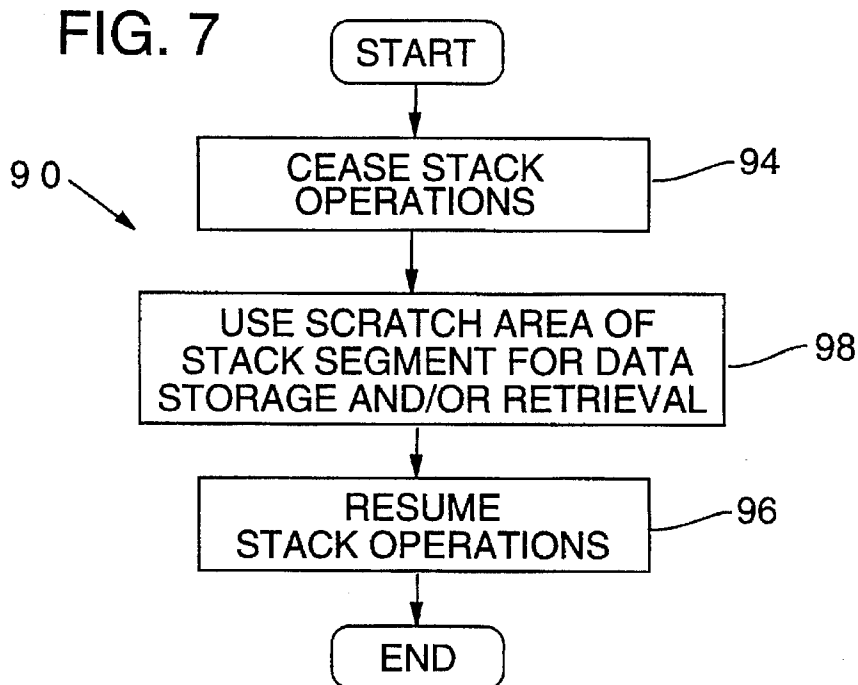 FIG. 7
START
90
CEASE STACK
OPERATIONS
94
USE SCRATCH AREA OF
STACK SEGMENT FOR DATA
STORAGE AND/OR RETRIEVAL
98
RESUME
STACK OPERATIONS
96
END